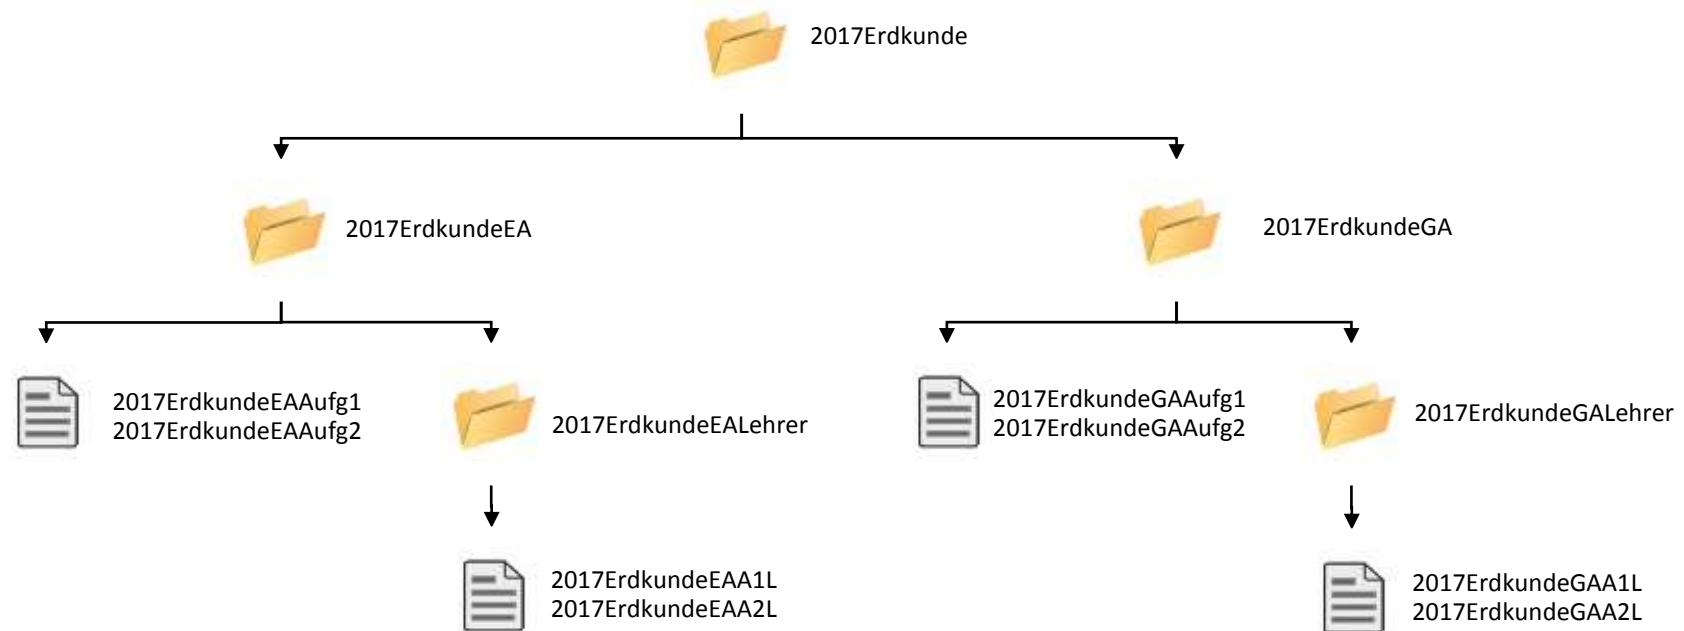 2017Erdkunde
2017ErdkundeEA
2017ErdkundeGA
2017ErdkundeEAAufg1
2017ErdkundeEAAufg2
2017ErdkundeEALehrer
2017ErdkundeGAAufg1
2017ErdkundeGAAufg2
2017ErdkundeGALehrer
2017ErdkundeEAA1L
2017ErdkundeEAA2L
2017ErdkundeGAA1L
2017ErdkundeGAA2L